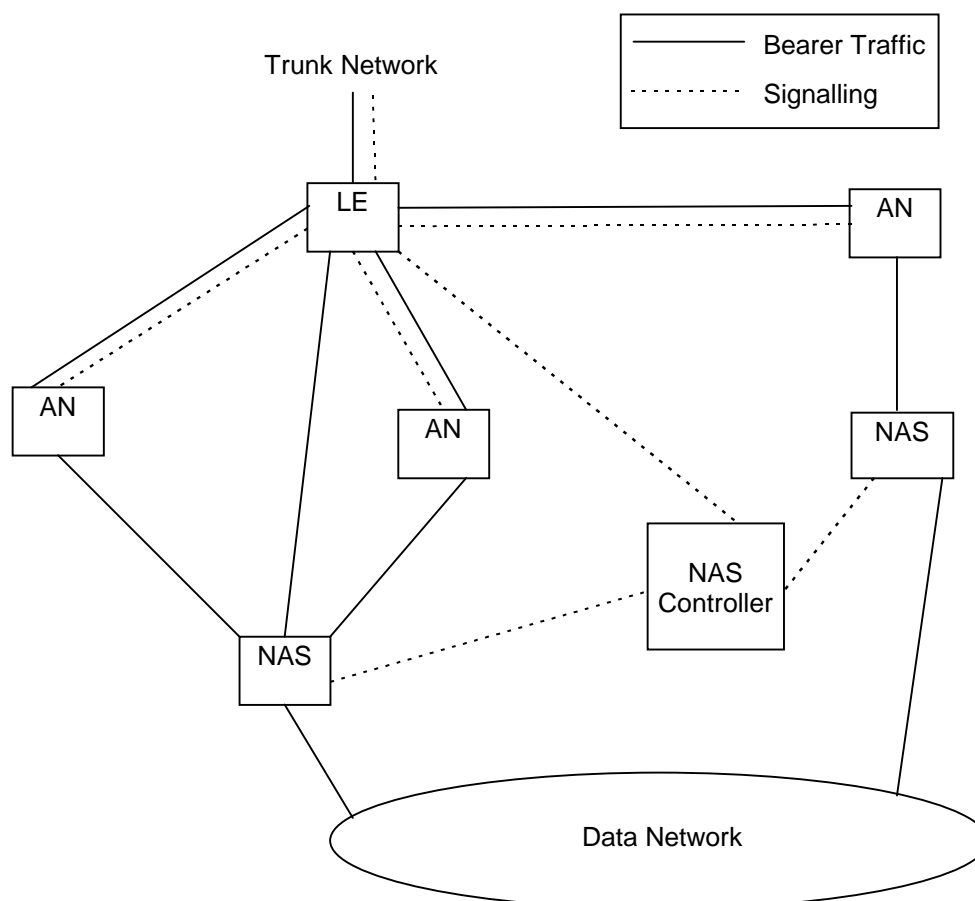 Bearer Traffic
Trunk Network
Signalling
LE
AN
AN
AN
NAS
NAS
Controller
NAS
Data Network